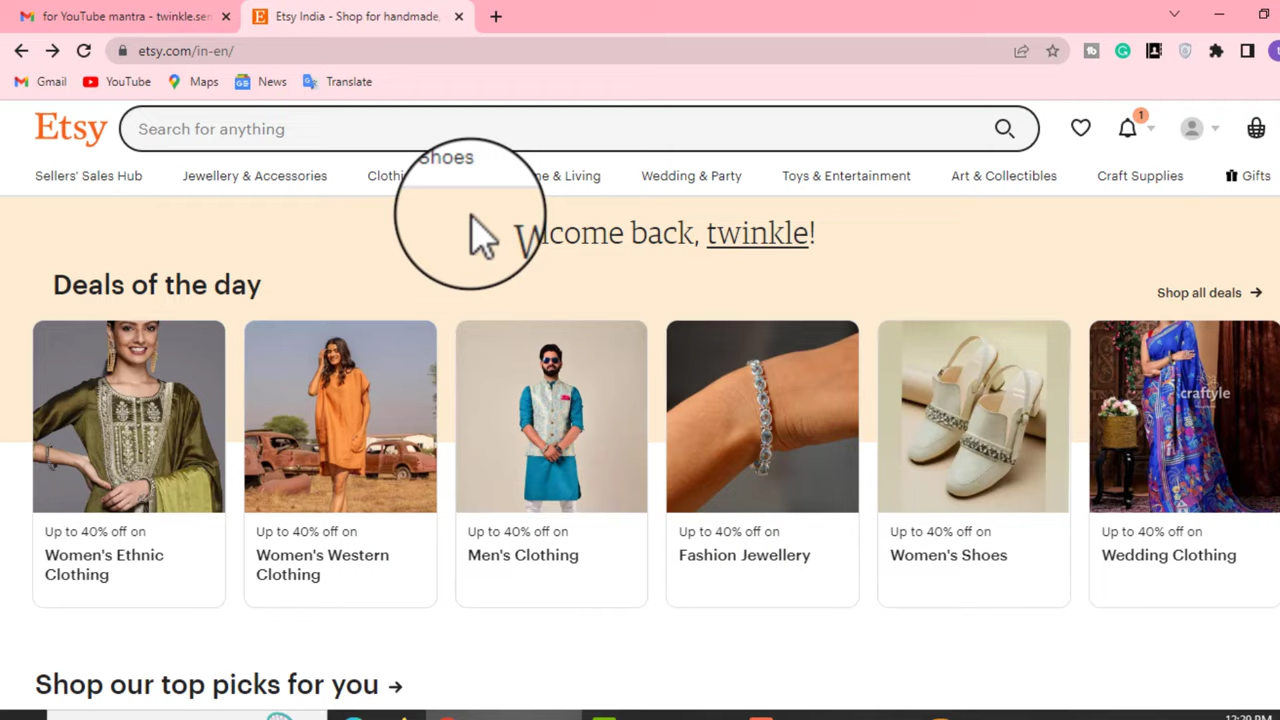 for YouTube mantra - twinkle.sen
Etsy India - Shop for handmade,
etsy.com/in-en/
Gmail
YouTube
Maps
News
Translate
Etsy
Search for anything
1
Sellers' Sales Hub
Jewellery & Accessories
Shoes
& Living
Wedding & Party
Toys & Entertainment
Art & Collectibles
Craft Supplies
Gifts
back, twinkle!
Deals of the day
Shop all deals →
craftyle
Up to 40% off on
Women's Ethnic
Clothing
Up to 40% off on
Women's Western
Clothing
Up to 40% off on
Men's Clothing
Up to 40% off on
Fashion Jewellery
Up to 40% off on
Women's Shoes
Up to 40% off on
Wedding Clothing
Shop our top picks for you →